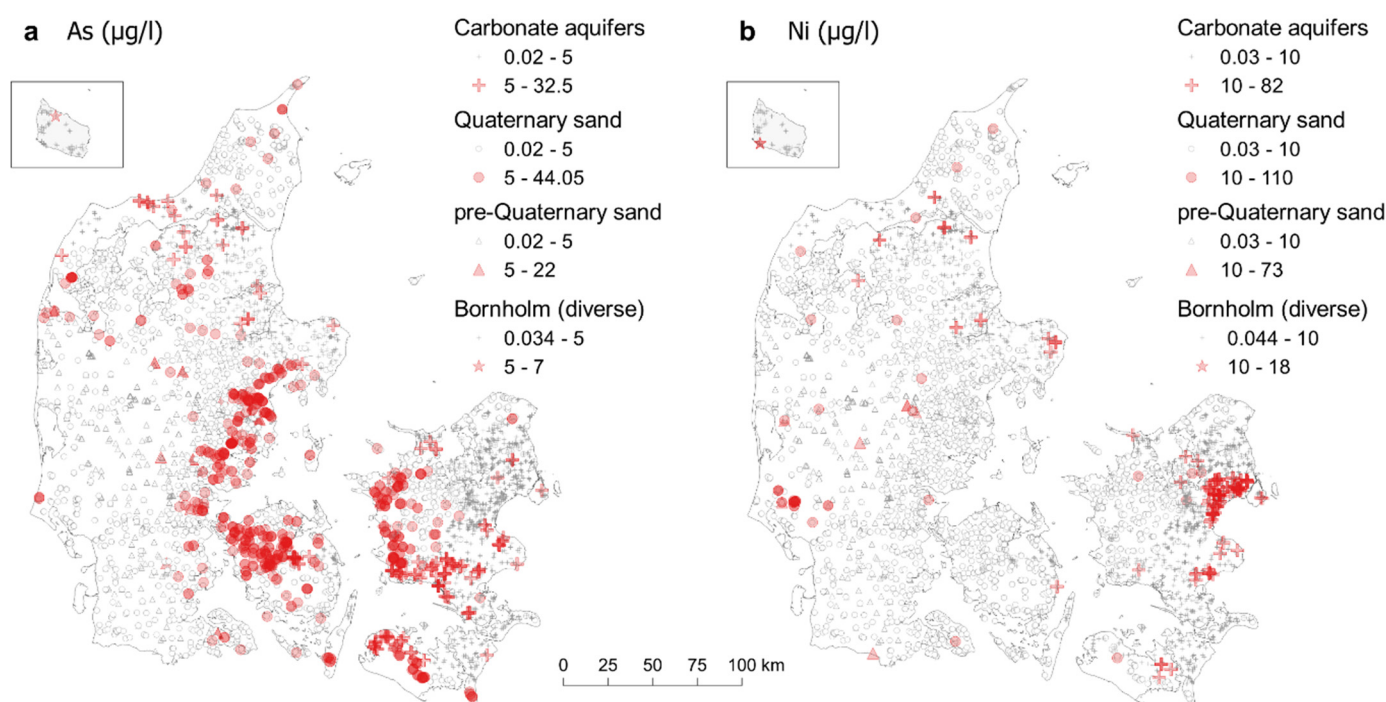 a As (µg/l)
Carbonate aquifers
0.02 - 5
5 - 32.5
Quaternary sand
0.02 - 5
5 - 44.05
pre-Quaternary sand
0.02 - 5
5 - 22
Bornholm (diverse)
0.034 - 5
5 - 7
b Ni (µg/l)
Carbonate aquifers
0.03 - 10
10 - 82
Quaternary sand
0.03 - 10
10 - 110
pre-Quaternary sand
0.03 - 10
10 - 73
Bornholm (diverse)
0.044 - 10
10 - 18
0 25 50 75 100 km